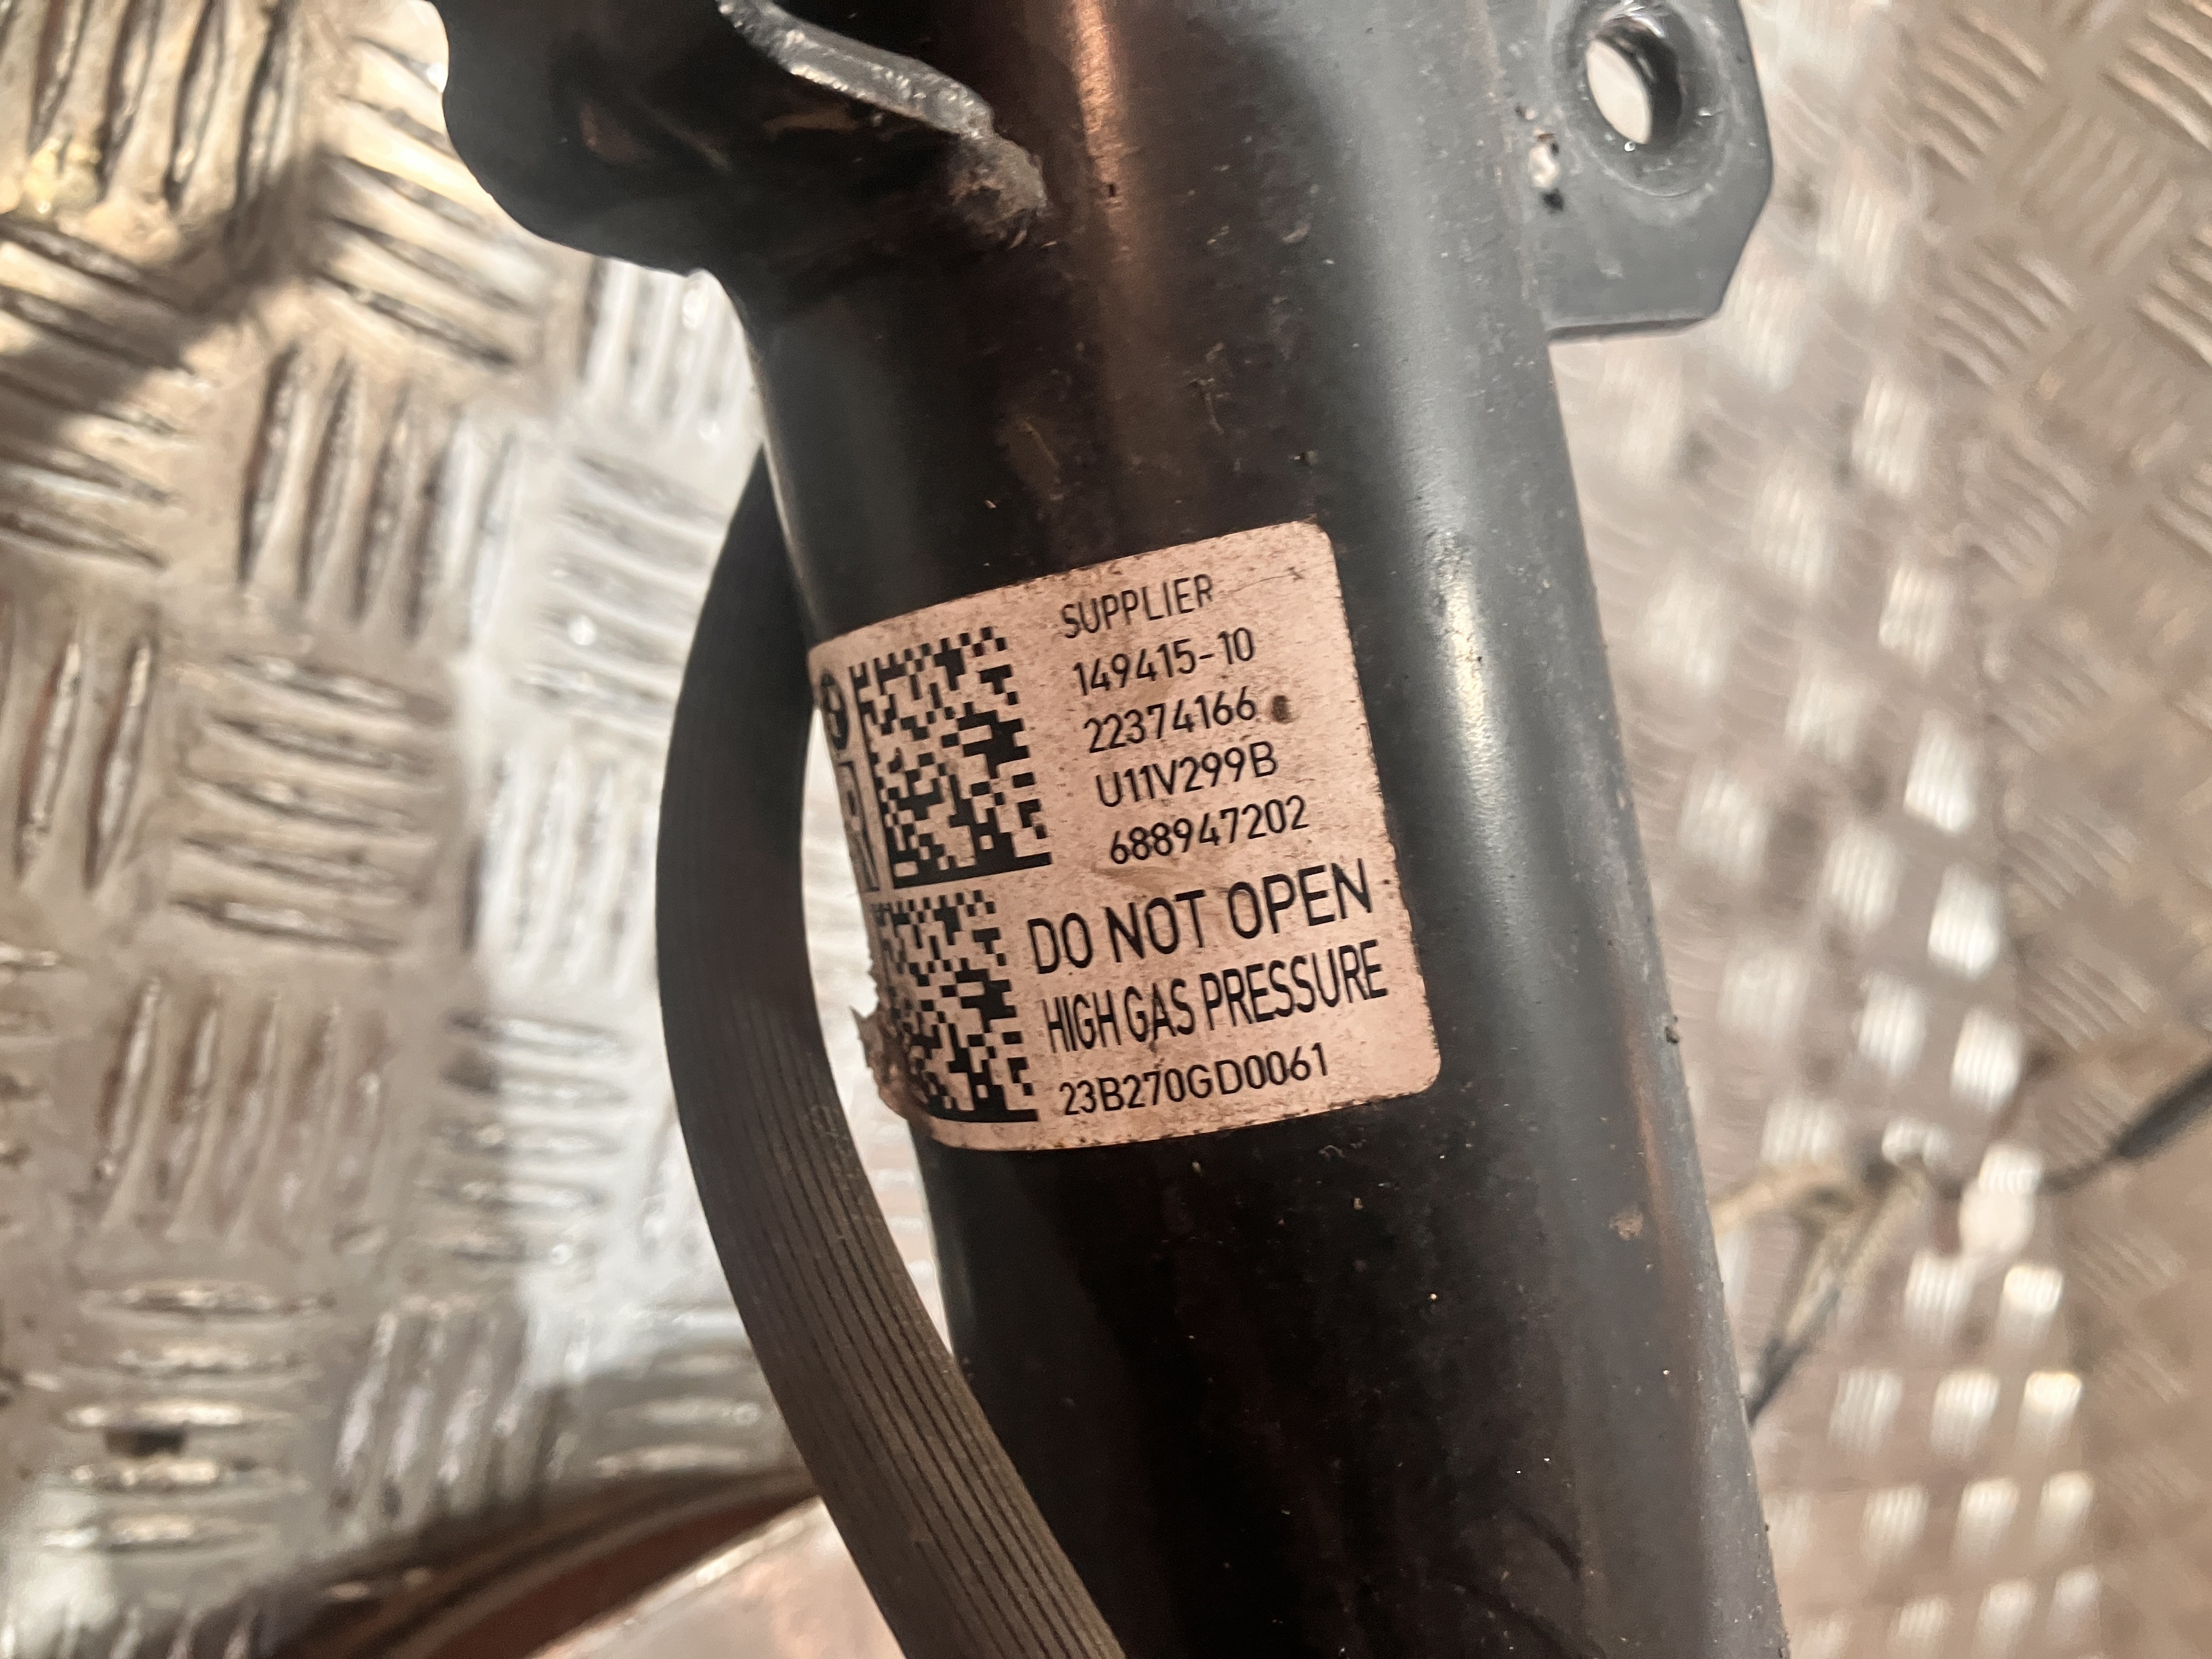 SUPPLIER
149415-10
22374166
U11V299B
688947202
DO NOT OPEN
HIGH GAS PRESSURE
23B270GD0061